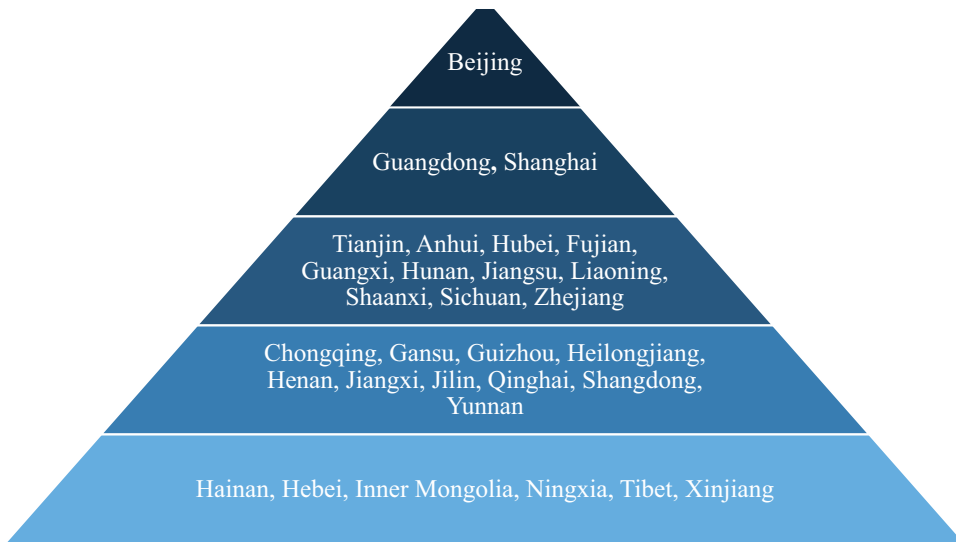 Beijing
Guangdong, Shanghai
Tianjin, Anhui, Hubei, Fujian,
Guangxi, Hunan, Jiangsu, Liaoning,
Shaanxi, Sichuan, Zhejiang
Chongqing, Gansu, Guizhou, Heilongjiang,
Henan, Jiangxi, Jilin, Qinghai, Shangdong,
Yunnan
Hainan, Hebei, Inner Mongolia, Ningxia, Tibet, Xinjiang